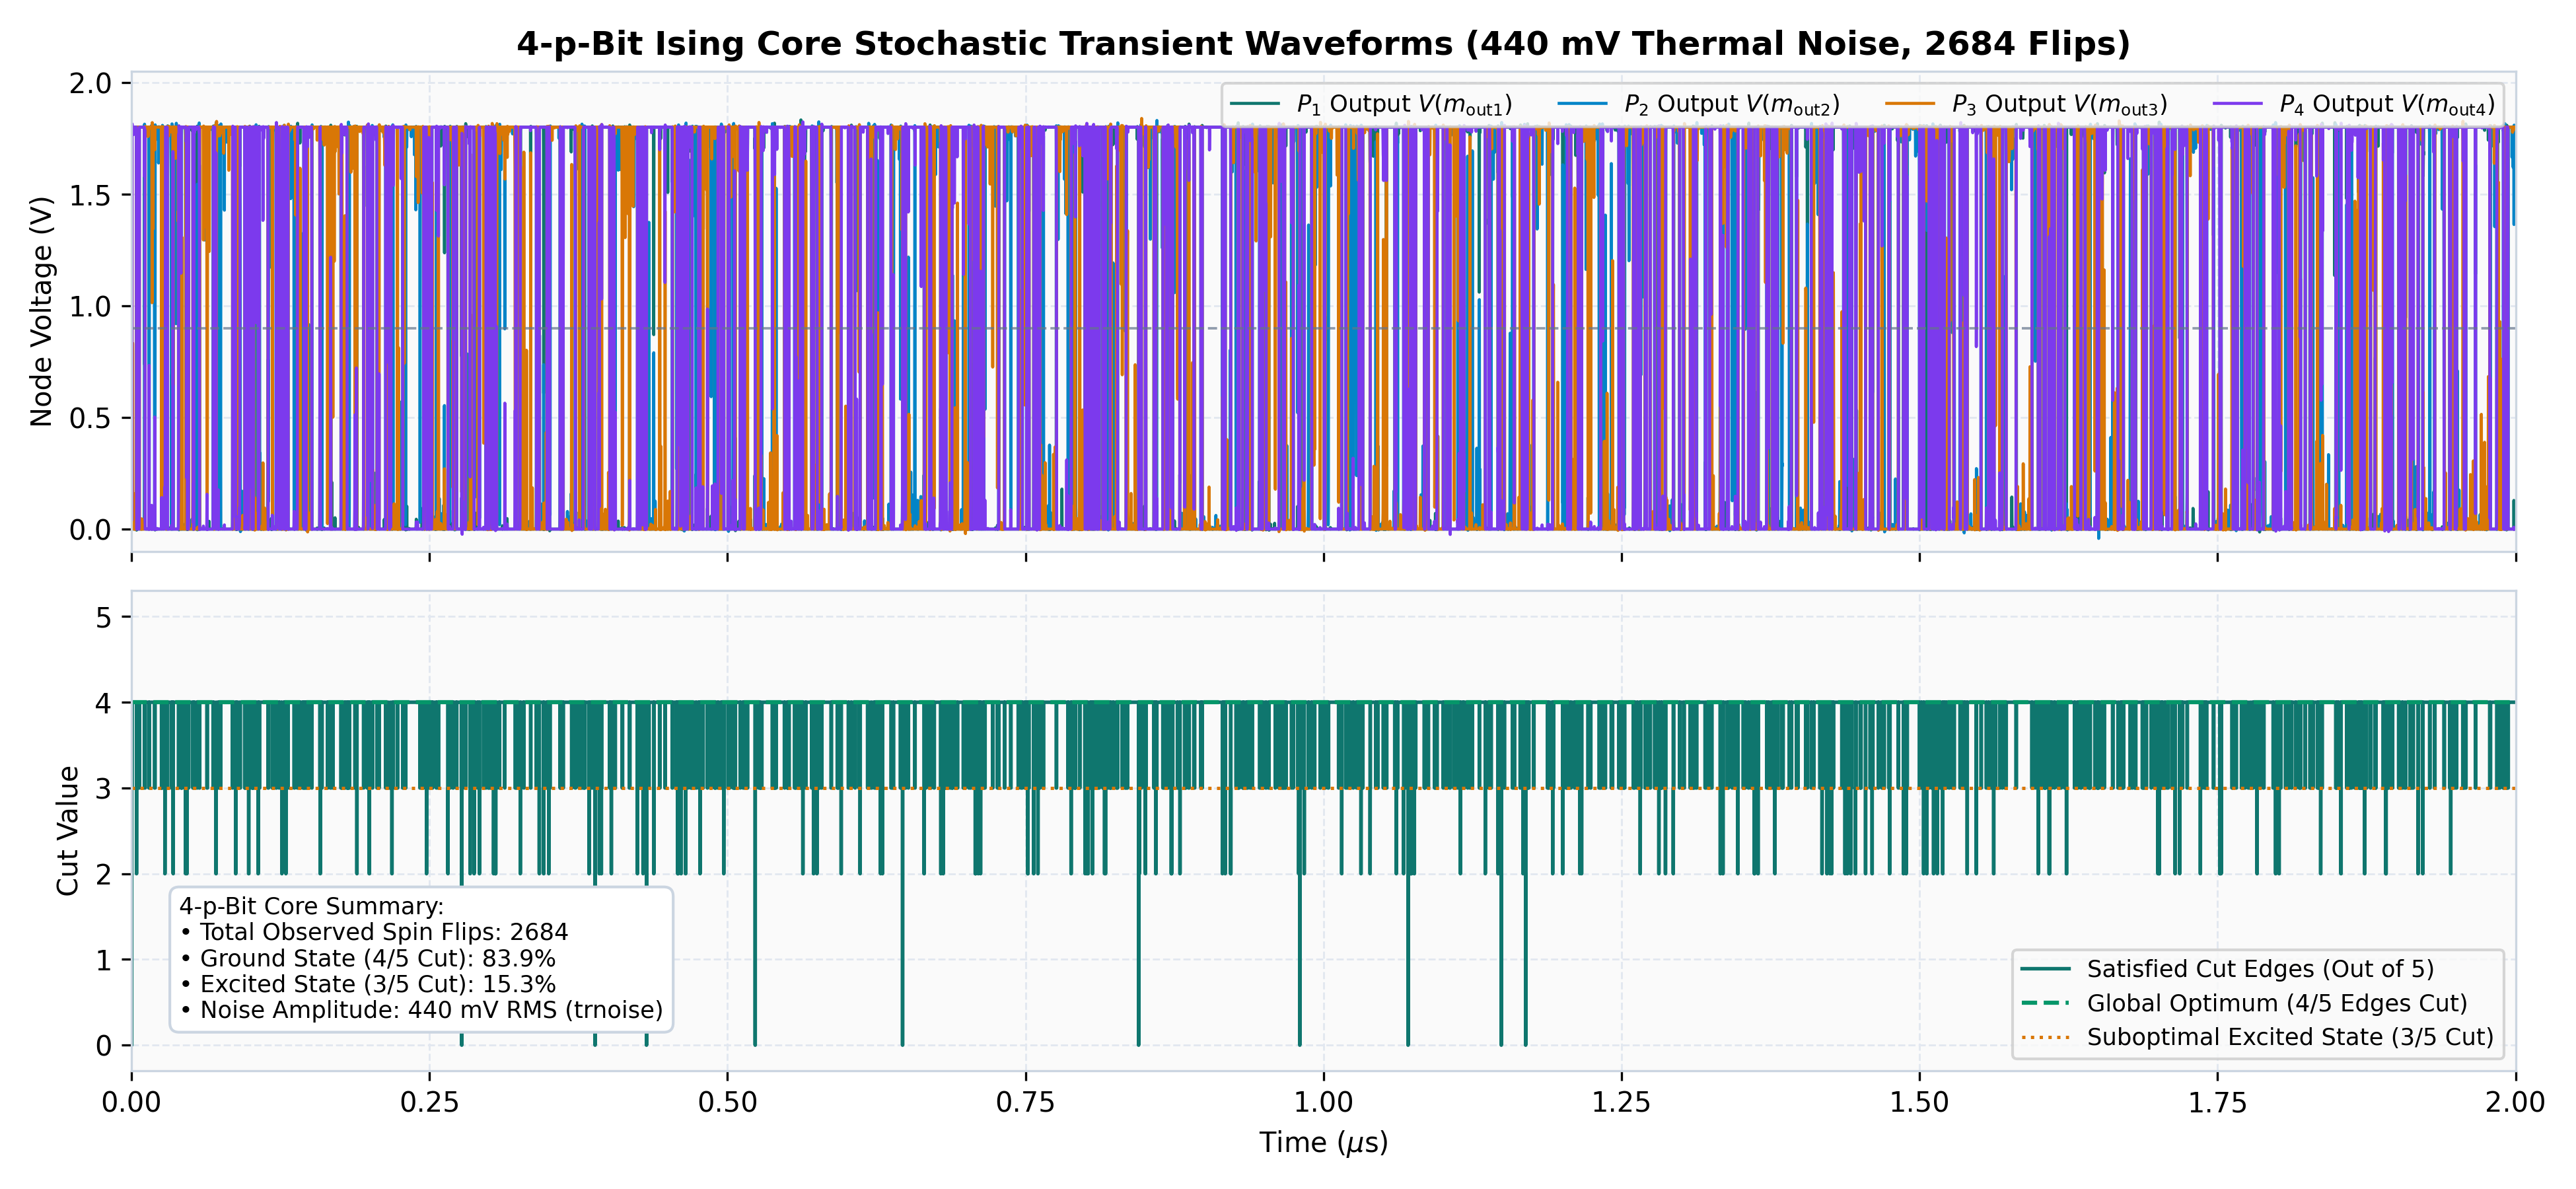 4-p-Bit Ising Core Stochastic Transient Waveforms (440 mV Thermal Noise, 2684 Flips)
P1 Output V(mout1) P2 Output V(mout2) P3 Output V(mout3) P4 Output V(mout4)
Node Voltage (V)
2.0
1.5
1.0
0.5
0.0
Cut Value
5
4
3
2
1
0
4-p-Bit Core Summary:
• Total Observed Spin Flips: 2684
• Ground State (4/5 Cut): 83.9%
• Excited State (3/5 Cut): 15.3%
• Noise Amplitude: 440 mV RMS (trnoise)
Satisfied Cut Edges (Out of 5)
Global Optimum (4/5 Edges Cut)
Suboptimal Excited State (3/5 Cut)
0.00 0.25 0.50 0.75 1.00 1.25 1.50 1.75 2.00
Time (μs)